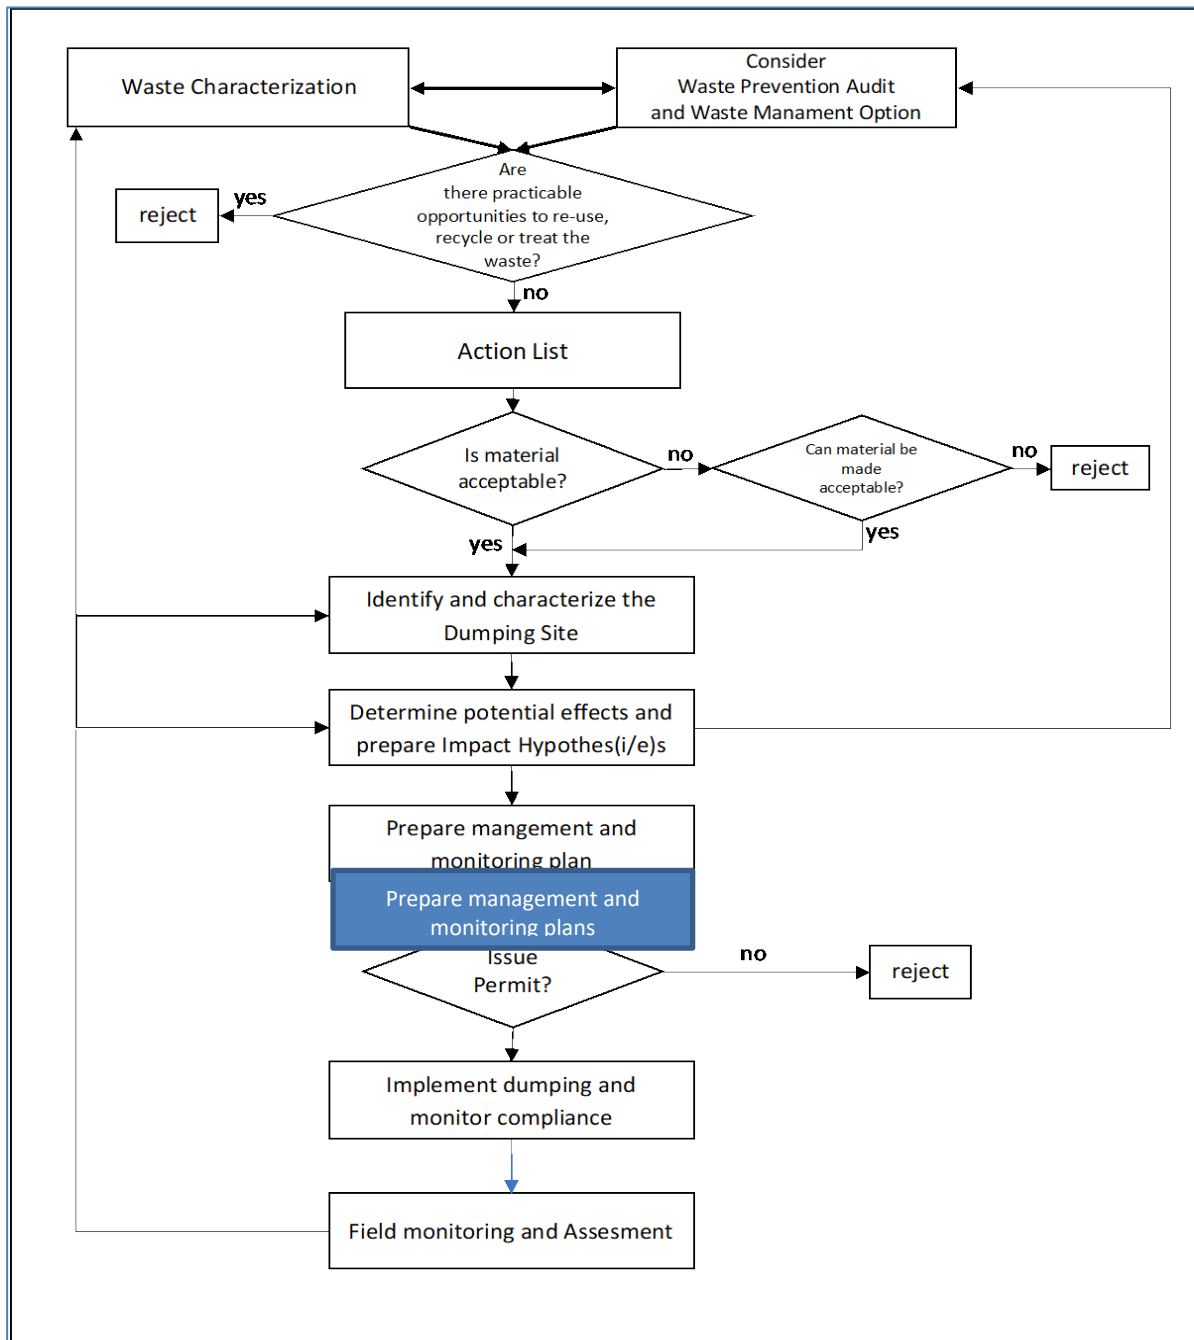 Waste Characterization
Consider
Waste Prevention Audit
and Waste Manament Option
Are
there practicable
opportunities to re-use,
recycle or treat the
waste?
yes
reject
no
Action List
Is material
acceptable?
no
Can material be
made
acceptable?
no
reject
yes
yes
Identify and characterize the
Dumping Site
Determine potential effects and
prepare Impact Hypothes(i/e)s
Prepare mangement and
monitoring plan
Prepare management and
monitoring plans
Issue
Permit?
no
reject
Implement dumping and
monitor compliance
Field monitoring and Assesment